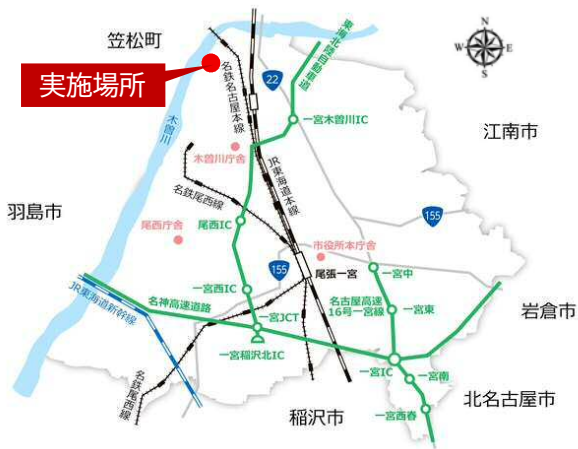 笠松町
N
W
E
S
実施場所
名鉄名古屋本線
22
東海北陸自動車道
一宮木曽川IC
江南市
木曽川
木曽川庁舎
JR東海道本線
名鉄尾西線
羽島市
尾西庁舎
尾西IC
155
市役所本庁舎
155
尾張一宮
一宮中
一宮西IC
名古屋高速
16号一宮線
一宮東
岩倉市
JR東海道新幹線
名神高速道路
一宮JCT
一宮稲沢北IC
一宮IC
一宮南
名鉄尾西線
稲沢市
北名古屋市
一宮西春